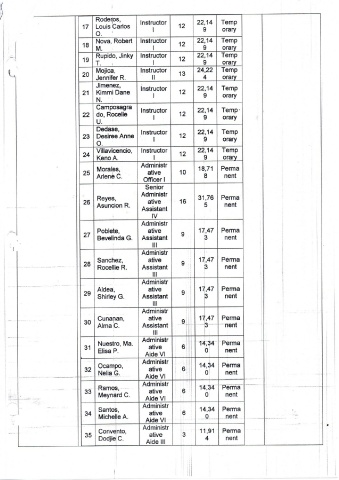 17 Roderos, Louis Carlos O. Instructor I 12 22,149 Temporary
18 Nova, Robert M. Instructor I 12 22,149 Temporary
19 Rupido, Jinky T. Instructor I 12 22,149 Temporary
20 Mojica, Jennifer R. Instructor II 13 24,224 Temporary
21 Jimenez, Kimmi Dane N. Instructor I 12 22,149 Temporary
22 Camposagrado, Rocelle U. Instructor I 12 22,149 Temporary
23 Dedase, Desiree Anne O. Instructor I 12 22,149 Temporary
24 Villavicencio, Keno A. Instructor I 12 22,149 Temporary
25 Morales, Arlene C. Administrative Officer I 10 18,718 Permanent
26 Reyes, Asuncion R. Senior Administrative Assistant IV 16 31,765 Permanent
27 Poblete, Bevelinda G. Administrative Assistant III 9 17,473 Permanent
28 Sanchez, Rocellie R. Administrative Assistant III 9 17,473 Permanent
29 Aldea, Shirley G. Administrative Assistant III 9 17,473 Permanent
30 Cunanan, Alma C. Administrative Assistant III 9 17,473 Permanent
31 Nuestro, Ma. Elisa P. Administrative Aide VI 6 14,340 Permanent
32 Ocampo, Nelia G. Administrative Aide VI 6 14,340 Permanent
33 Ramos, Meynard C. Administrative Aide VI 6 14,340 Permanent
34 Santos, Michelle A. Administrative Aide VI 6 14,340 Permanent
35 Convento, Dodjie C. Administrative Aide III 3 11,914 Permanent